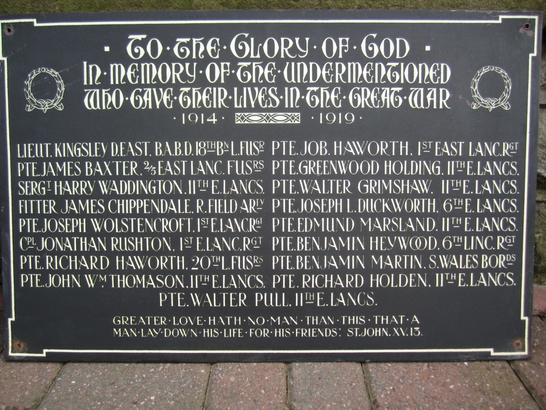 TO·THE·GLORY·OF·GOD
IN·MEMORY·OF·THE·UNDERMENTIONED
WHO·GAVE·THEIR·LIVES·IN·THE·GREAT·WAR
·1914· ·1919·
LIEUT. KINGSLEY D. EAST, B.A. B.D. 18TH BN L. FUSRS
PTE. JAMES BAXTER. 2/5 EAST LANC. FUSRS
SERGT HARRY WADDINGTON. 11TH E. LANCS.
FITTER JAMES CHIPPENDALE. R. FIELD ARLY
PTE. JOSEPH WOLSTENCROFT. 1ST E. LANC RGT
CPL JONATHAN RUSHTON, 1ST E. LANC. RGT
PTE. RICHARD HAWORTH, 20TH L. FUSRS
PTE. JOHN WM THOMASON. 11TH E. LANCS.
PTE. JOB. HAWORTH. 1ST EAST LANC. RGT
PTE. GREENWOOD HOLDING. 11TH E. LANCS.
PTE. WALTER GRIMSHAW. 11TH E. LANCS.
PTE. JOSEPH L. DUCKWORTH. 6TH E. LANCS.
PTE. EDMUND MARSLAND. 11TH E. LANCS.
PTE. BENJAMIN HEYWOOD. 6TH LINC. RGT
PTE. BENJAMIN MARTIN. S. WALES BORDS
PTE. RICHARD HOLDEN. 11TH E. LANCS.
PTE. WALTER PULL. 11TH E. LANCS.
GREATER·LOVE·HATH·NO·MAN·THAN·THIS·THAT·A
MAN·LAY·DOWN·HIS·LIFE·FOR·HIS·FRIENDS: ST. JOHN. XV. 13.